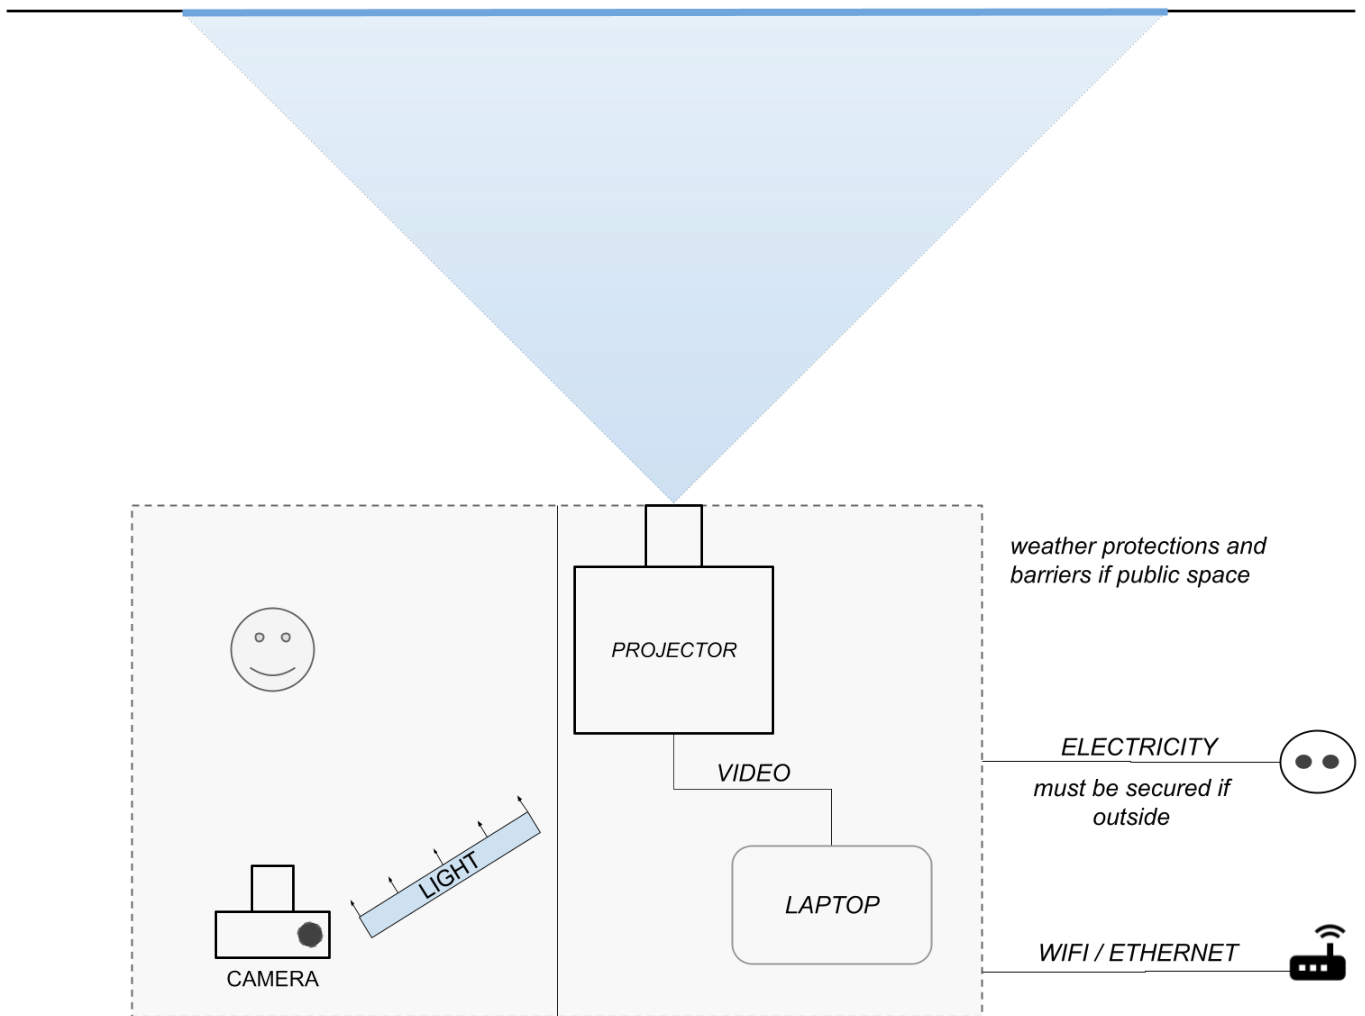 weather protections and
barriers if public space
PROJECTOR
ELECTRICITY
VIDEO
must be secured if
outside
LIGHT
LAPTOP
WIFI / ETHERNET
CAMERA